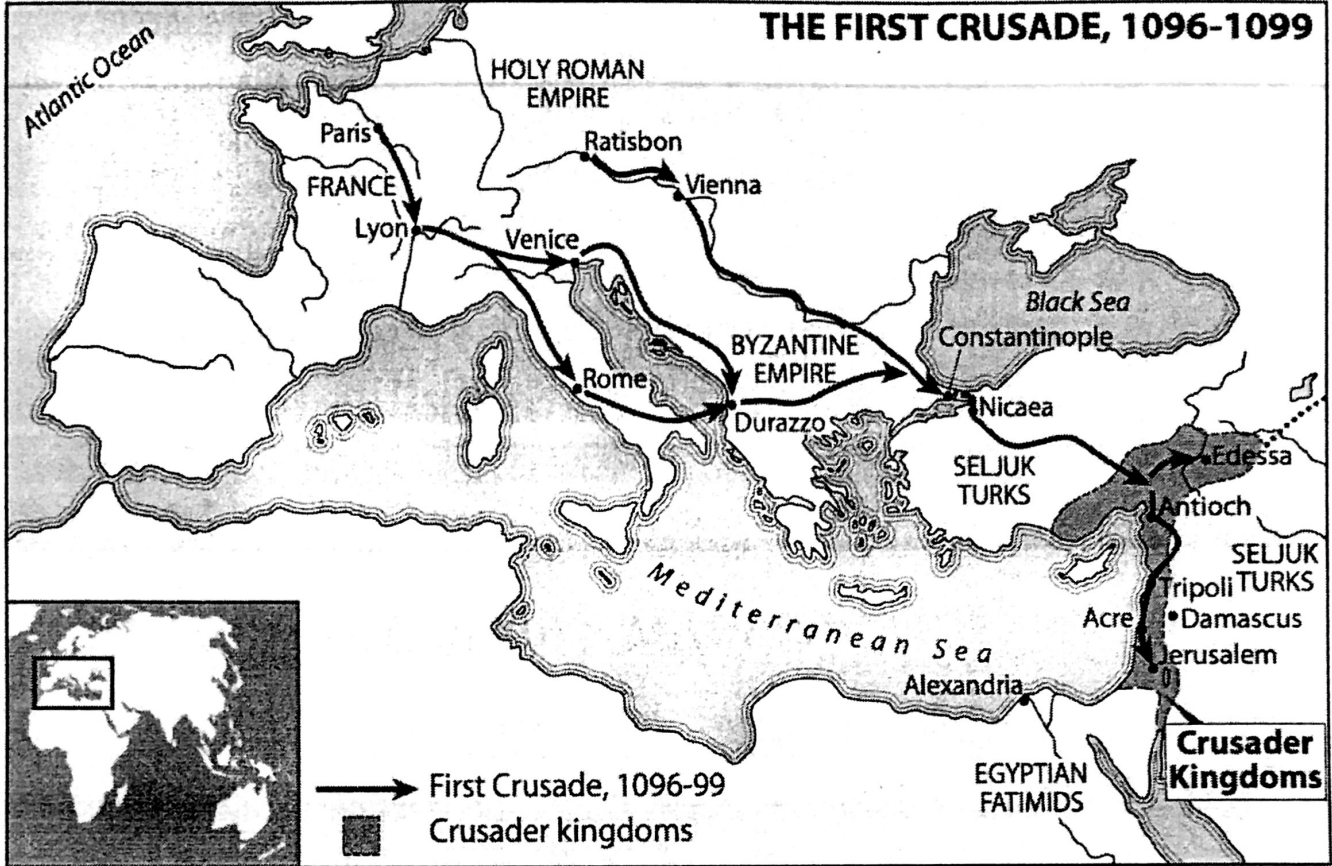 THE FIRST CRUSADE, 1096-1099
Atlantic Ocean
HOLY ROMAN
EMPIRE
Paris
Ratisbon
FRANCE
Vienna
Lyon
Venice
Black Sea
Constantinople
BYZANTINE
EMPIRE
Rome
Durazzo
Nicaea
SELJUK
TURKS
Edessa
Antioch
SELJUK
TURKS
Tripoli
Mediterranean Sea
Acre
Damascus
Jerusalem
Alexandria
Crusader
Kingdoms
EGYPTIAN
FATIMIDS
First Crusade, 1096-99
Crusader kingdoms